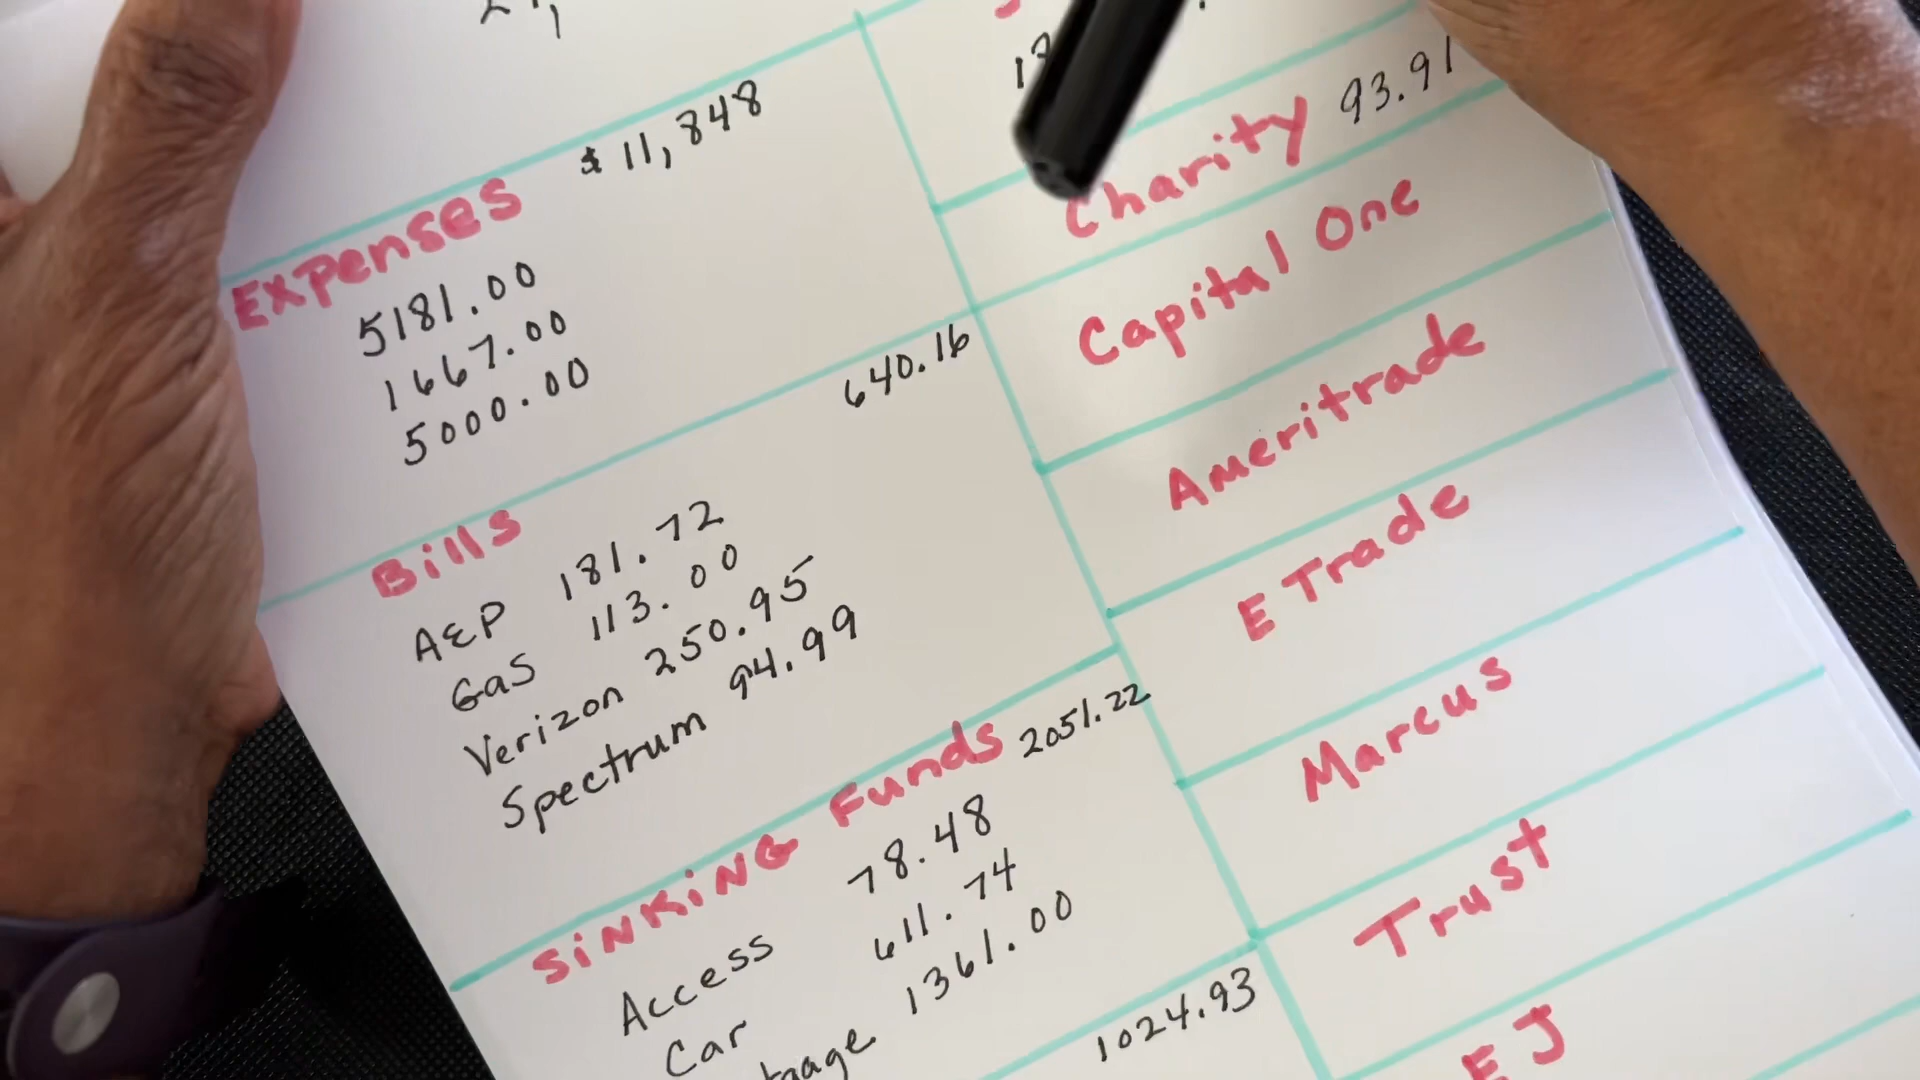 Expenses $ 11,848
5181.00
1667.00
5000.00
Bills 640.16
AEP 181.72
Gas 113.00
Verizon 250.95
Spectrum 94.99
SiNKiNG Funds 2051.22
Access 78.48
Car 611.74
1361.00
1024.93
Charity 93.91
Capital One
Ameritrade
E Trade
Marcus
Trust
EJ